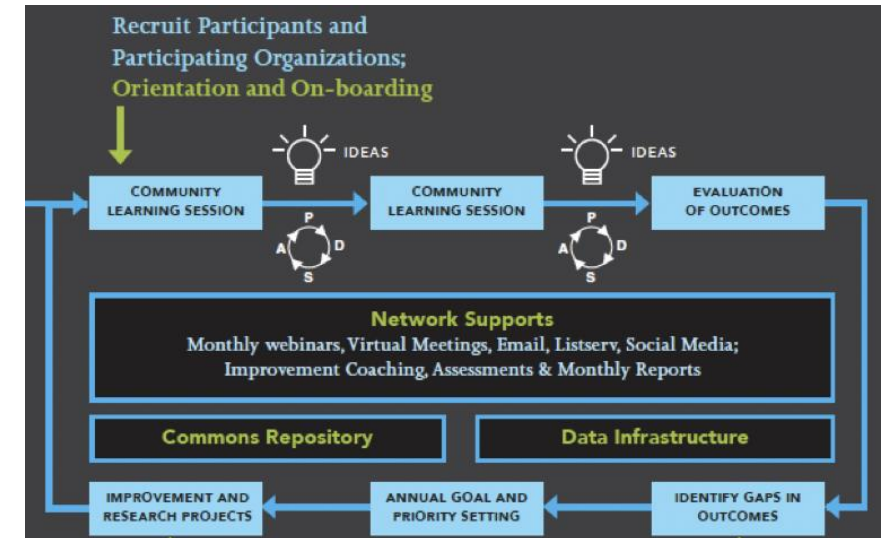 Recruit Participants and
Participating Organizations;
Orientation and On-boarding
IDEAS
IDEAS
COMMUNITY
LEARNING SESSION
COMMUNITY
LEARNING SESSION
EVALUATION
OF OUTCOMES
P
A
D
S
P
A
D
S
Network Supports
Monthly webinars, Virtual Meetings, Email, Listserv, Social Media;
Improvement Coaching, Assessments & Monthly Reports
Commons Repository
Data Infrastructure
IMPROVEMENT AND
RESEARCH PROJECTS
ANNUAL GOAL AND
PRIORITY SETTING
IDENTIFY GAPS IN
OUTCOMES